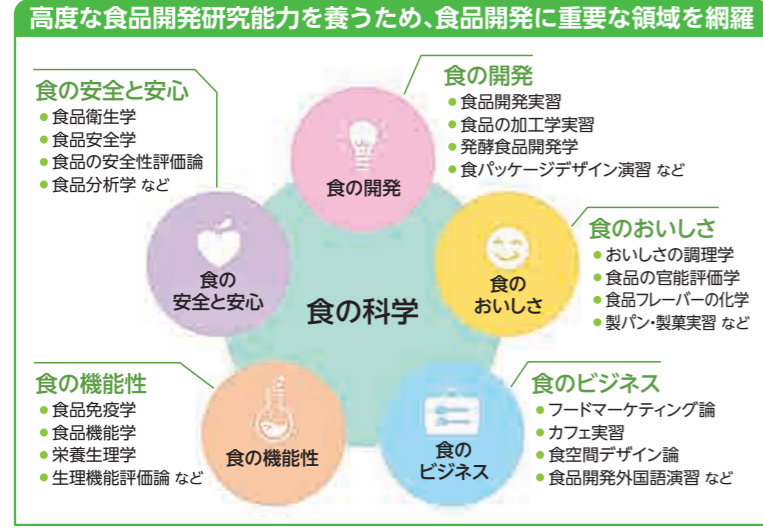 高度な食品開発研究能力を養うため、食品開発に重要な領域を網羅
食の安全と安心
●食品衛生学
●食品安全学
●食品の安全性評価論
●食品分析学 など
食の開発
●食品開発実習
●食品の加工学実習
●発酵食品開発学
●食パッケージデザイン演習 など
食のおいしさ
●おいしさの調理学
●食品の官能評価学
●食品フレーバーの化学
●製パン・製菓実習 など
食の機能性
●食品免疫学
●食品機能学
●栄養生理学
●生理機能評価論 など
食のビジネス
●フードマーケティング論
●カフェ実習
●食空間デザイン論
●食品開発外国語演習 など
食の開発
食の
安全と安心
食の
おいしさ
食の科学
食の機能性
食の
ビジネス